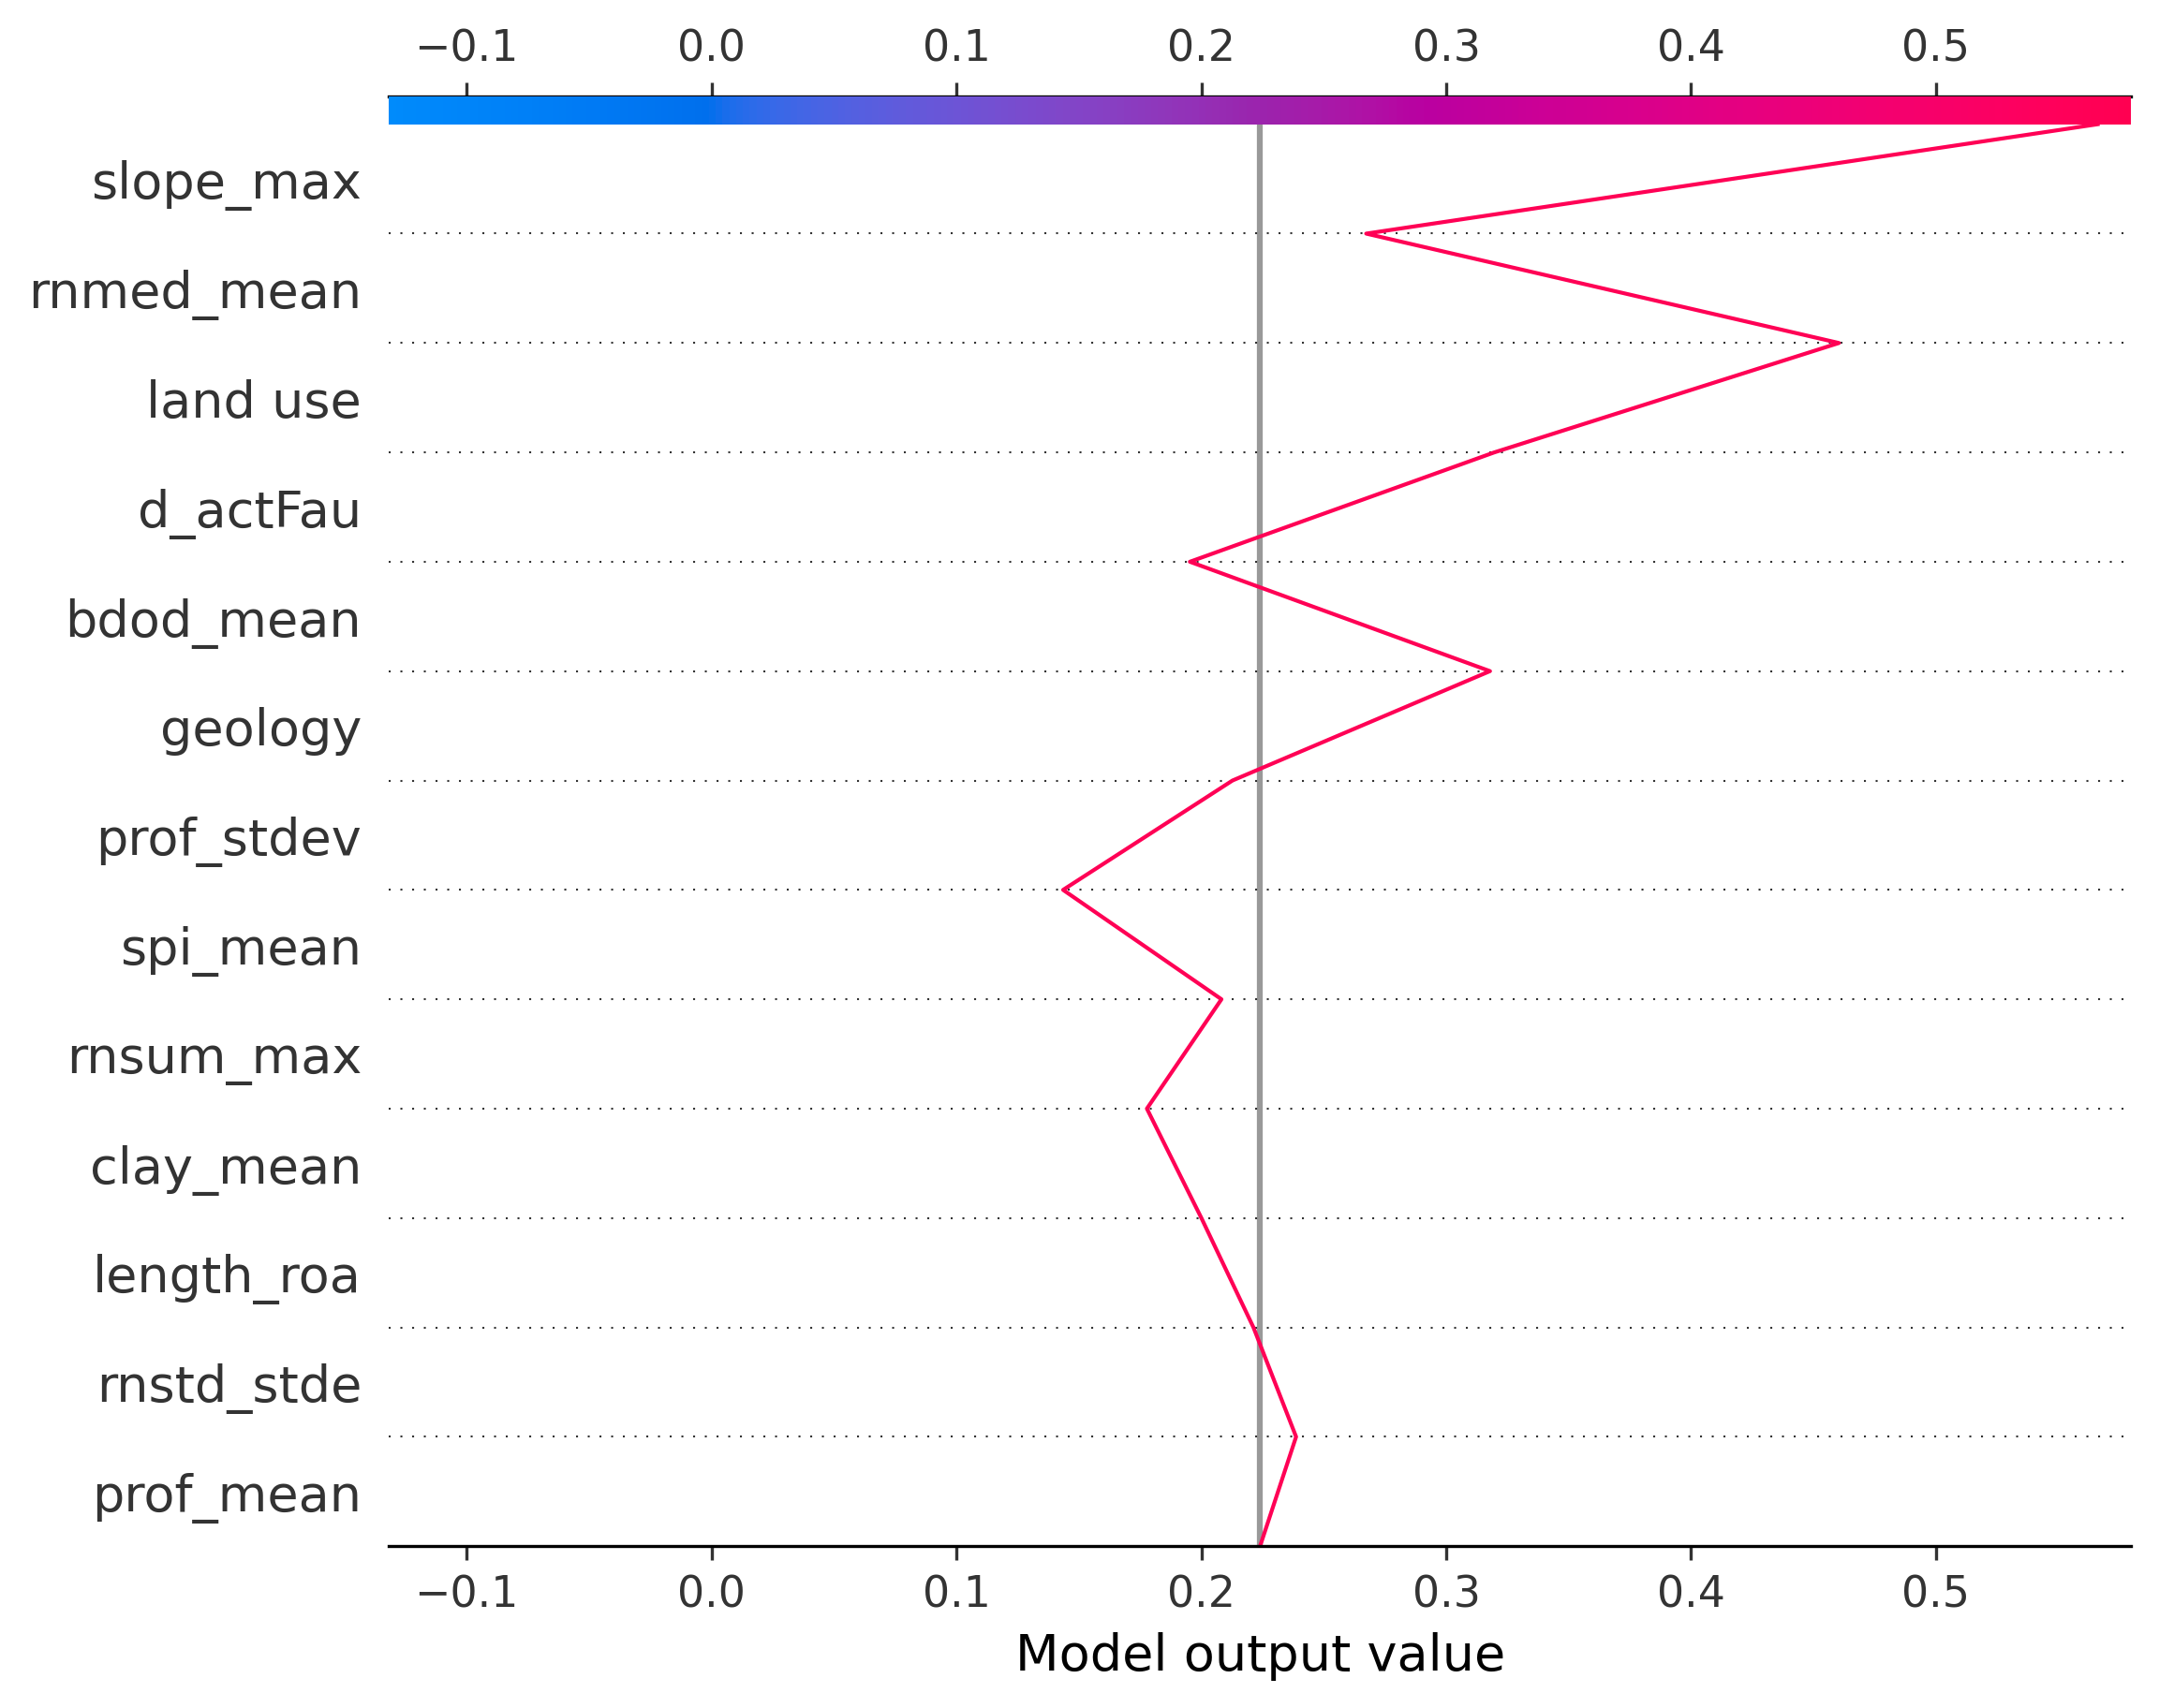 −0.1 0.0 0.1 0.2 0.3 0.4 0.5
slope_max
rnmed_mean
land use
d_actFau
bdod_mean
geology
prof_stdev
spi_mean
rnsum_max
clay_mean
length_roa
rnstd_stde
prof_mean
−0.1 0.0 0.1 0.2 0.3 0.4 0.5
Model output value